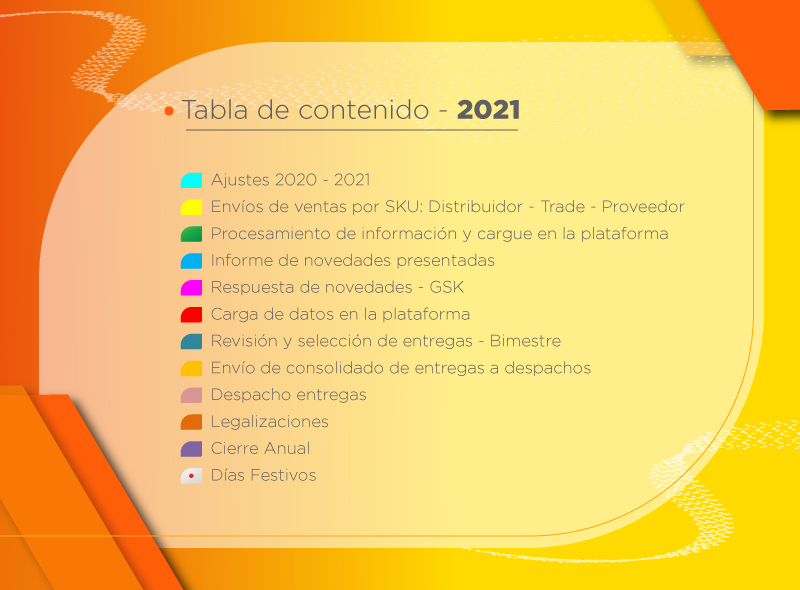 Tabla de contenido - 2021
Ajustes 2020 - 2021
Envíos de ventas por SKU: Distribuidor - Trade - Proveedor
Procesamiento de información y cargue en la plataforma
Informe de novedades presentadas
Respuesta de novedades - GSK
Carga de datos en la plataforma
Revisión y selección de entregas - Bimestre
Envío de consolidado de entregas a despachos
Despacho entregas
Legalizaciones
Cierre Anual
Días Festivos